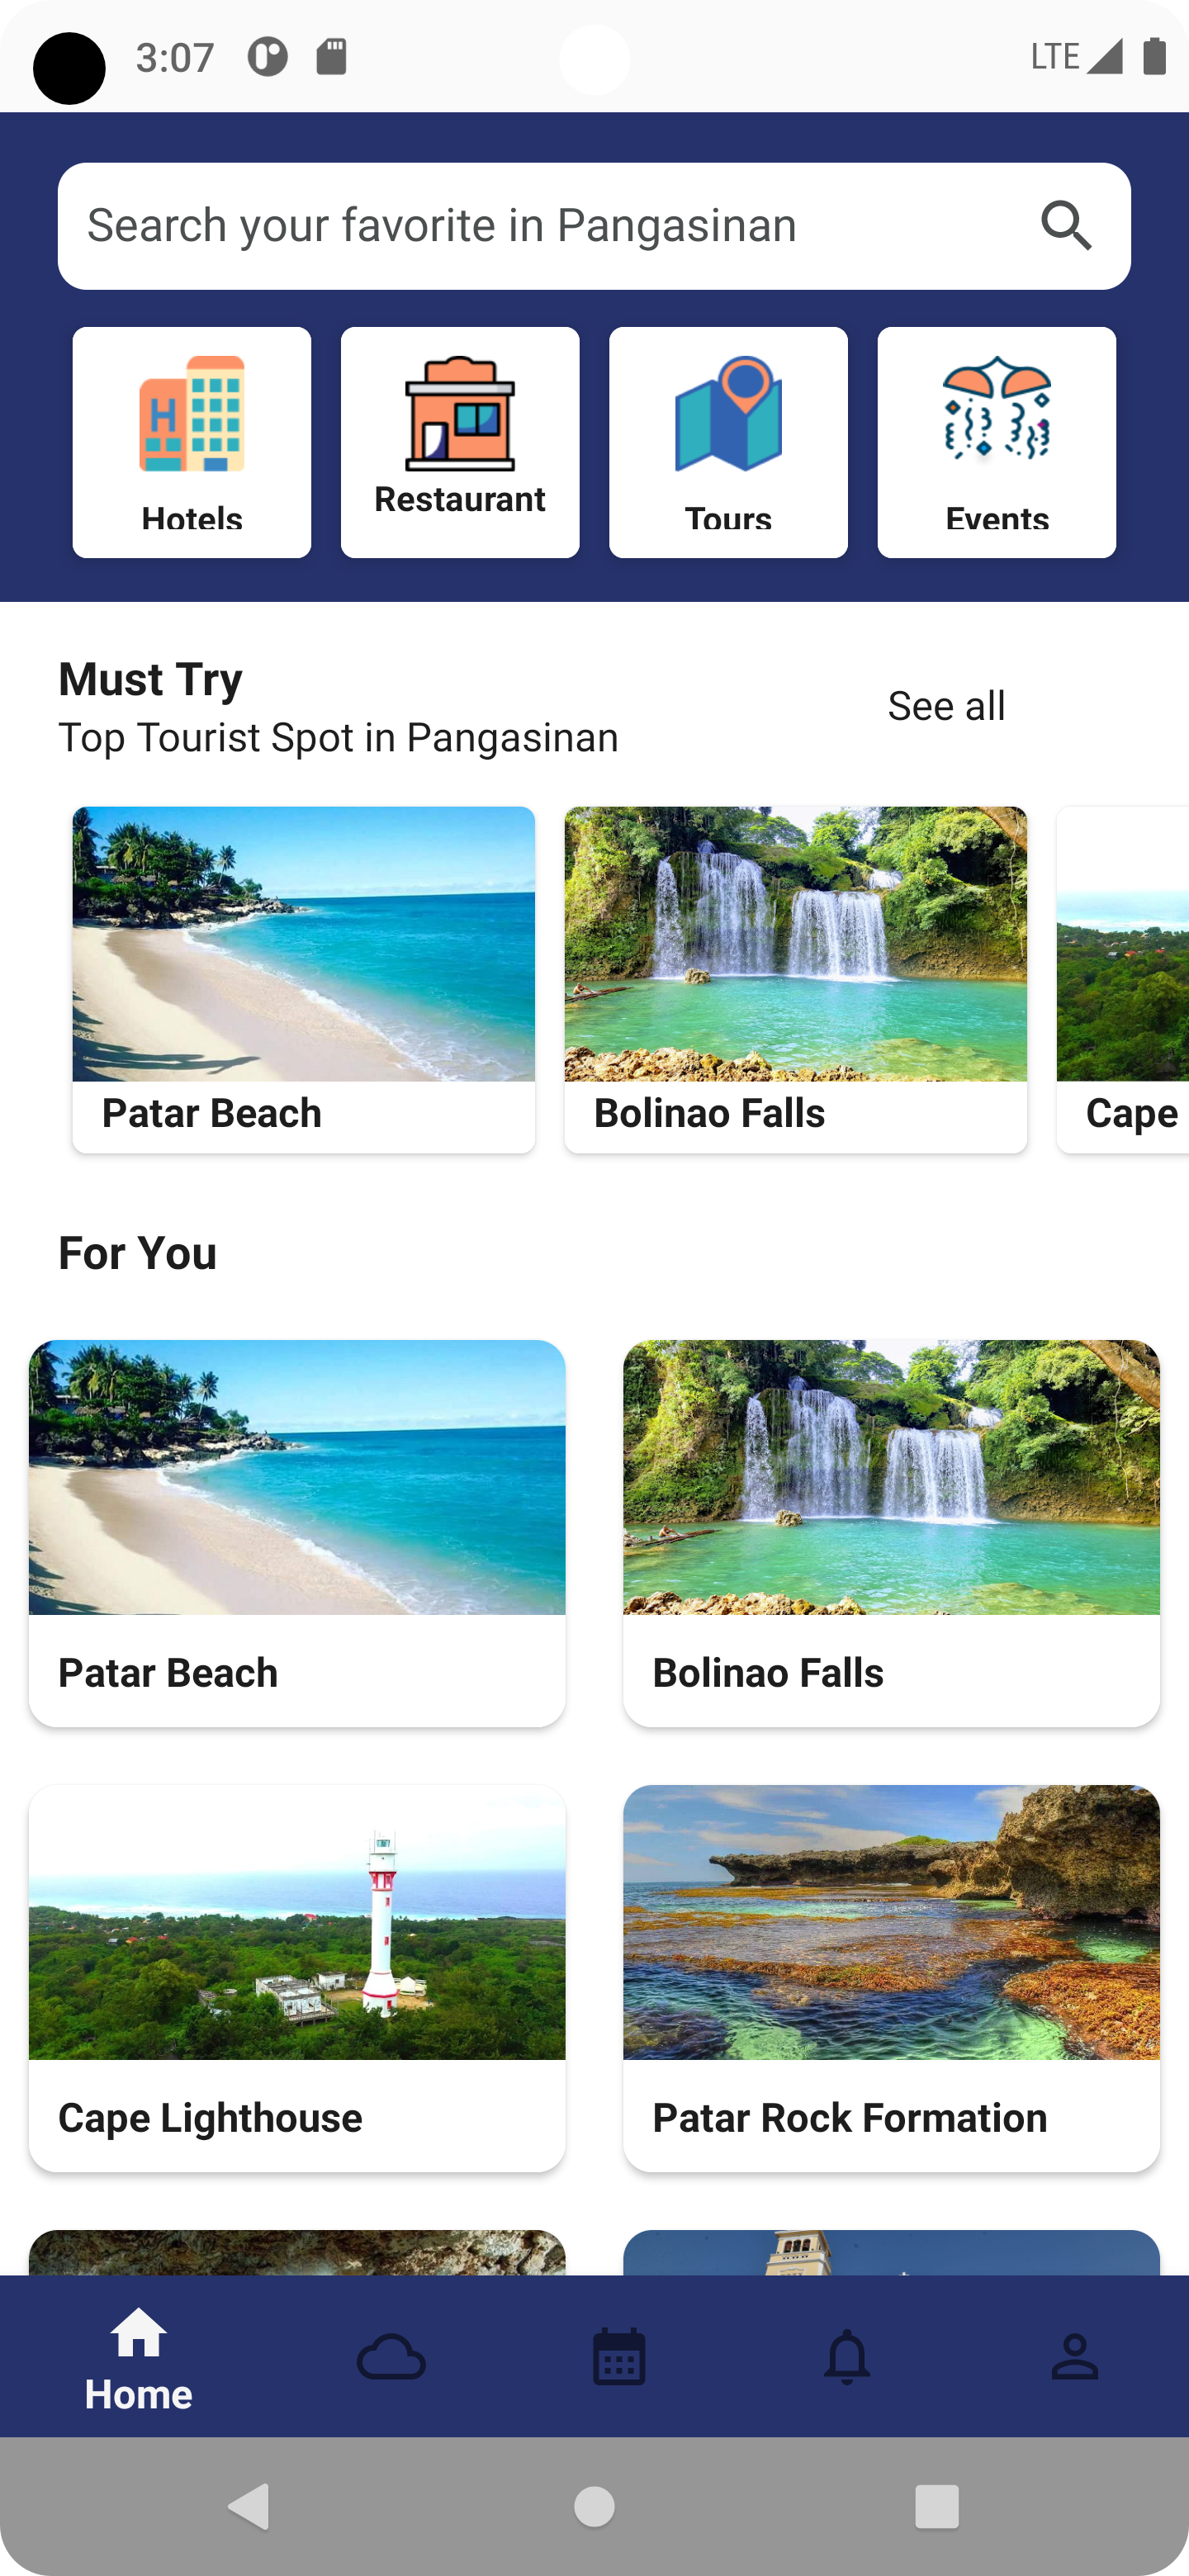 3:07
LTE
Search your favorite in Pangasinan
H
Hotels
Restaurant
Tours
Events
Must Try
Top Tourist Spot in Pangasinan
See all
Patar Beach
Bolinao Falls
Cape
For You
Patar Beach
Bolinao Falls
Cape Lighthouse
Patar Rock Formation
Home